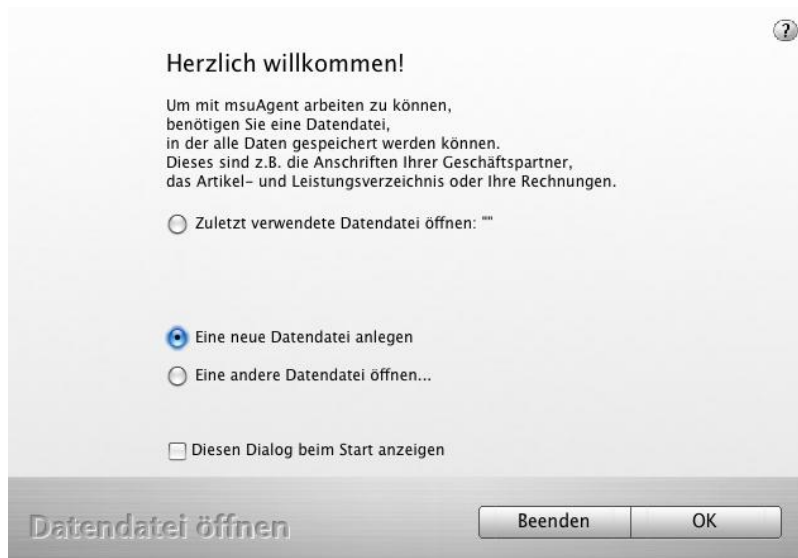 ?
Herzlich willkommen!
Um mit msuAgent arbeiten zu können,
benötigen Sie eine Datendatei,
in der alle Daten gespeichert werden können.
Dieses sind z.B. die Anschriften Ihrer Geschäftspartner,
das Artikel- und Leistungsverzeichnis oder Ihre Rechnungen.
Zuletzt verwendete Datendatei öffnen: ""
Eine neue Datendatei anlegen
Eine andere Datendatei öffnen...
Diesen Dialog beim Start anzeigen
Datendatei öffnen
Beenden
OK